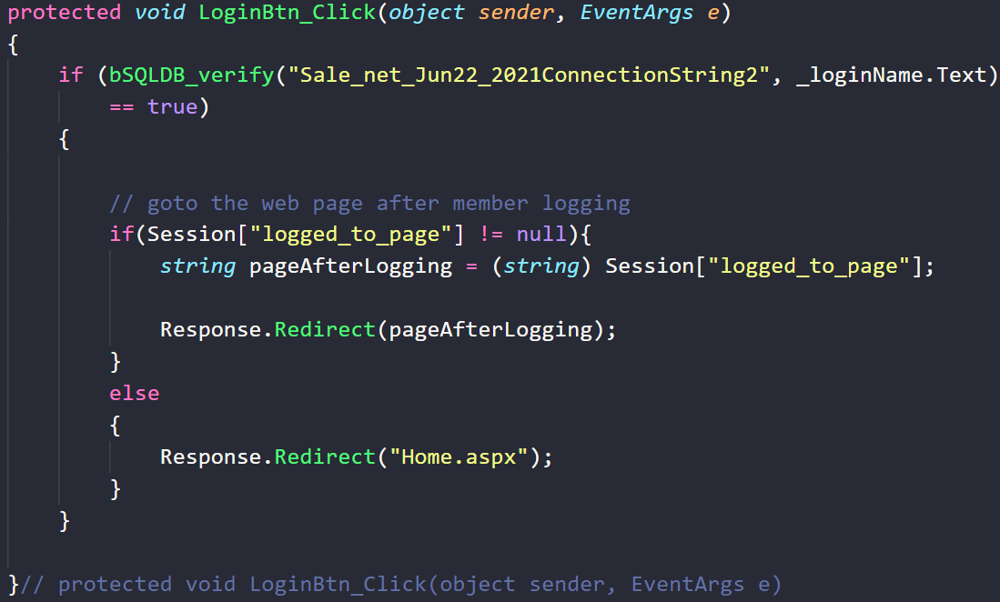 protected void LoginBtn_Click(object sender, EventArgs e)
{
    if (bSQLDB_verify("Sale_net_Jun22_2021ConnectionString2", _loginName.Text)
        == true)
    {
        // goto the web page after member logging
        if(Session["logged_to_page"] != null){
            string pageAfterLogging = (string) Session["logged_to_page"];
            Response.Redirect(pageAfterLogging);
        }
        else
        {
            Response.Redirect("Home.aspx");
        }
    }
}// protected void LoginBtn_Click(object sender, EventArgs e)